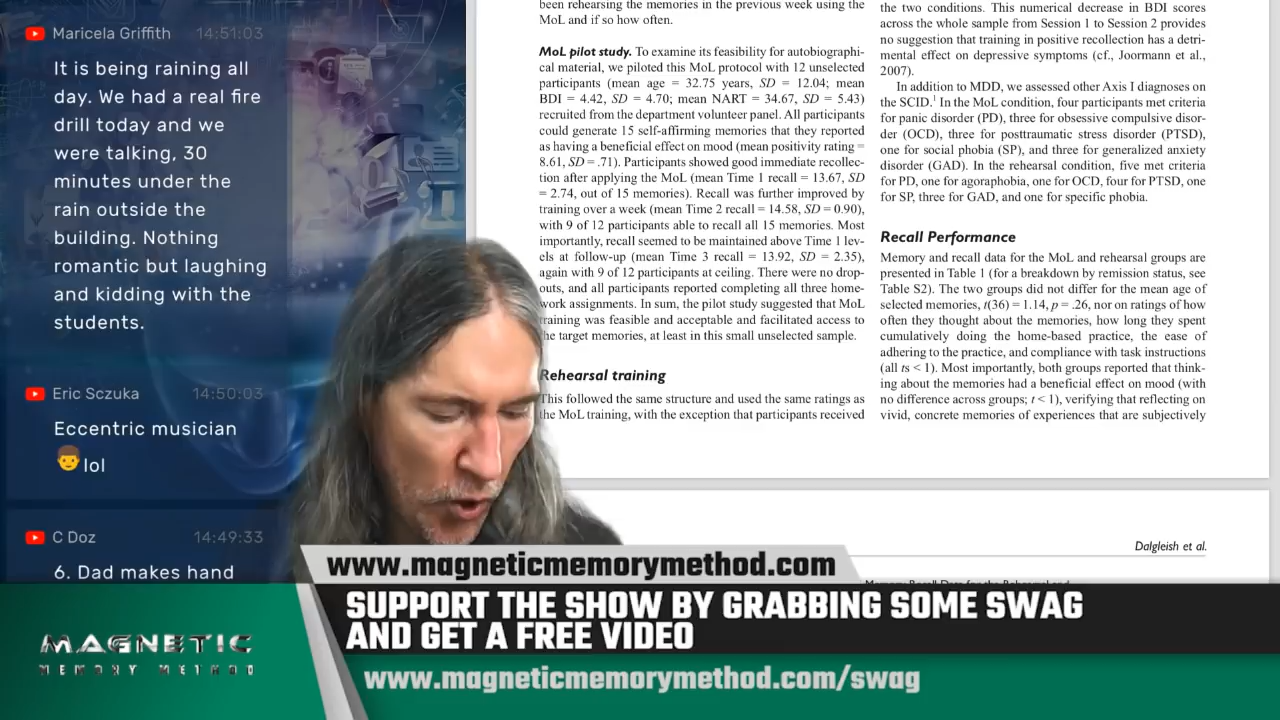 Maricela Griffith 14:51:03
It is being raining all
day. We had a real fire
drill today and we
were talking, 30
minutes under the
rain outside the
building. Nothing
romantic but laughing
and kidding with the
students.
Eric Sczuka 14:50:03
Eccentric musician
👨lol
C Doz 14:49:33
6. Dad makes hand
been rehearsing the memories in the previous week using the
MoL and if so how often.
MoL pilot study. To examine its feasibility for autobiographi-
cal material, we piloted this MoL protocol with 12 unselected
participants (mean age = 32.75 years, SD = 12.04; mean
BDI = 4.42, SD = 4.70; mean NART = 34.67, SD = 5.43)
recruited from the department volunteer panel. All participants
could generate 15 self-affirming memories that they reported
as having a beneficial effect on mood (mean positivity rating =
8.61, SD = .71). Participants showed good immediate recollec-
tion after applying the MoL (mean Time 1 recall = 13.67, SD
= 2.74, out of 15 memories). Recall was further improved by
training over a week (mean Time 2 recall = 14.58, SD = 0.90),
with 9 of 12 participants able to recall all 15 memories. Most
importantly, recall seemed to be maintained above Time 1 lev-
els at follow-up (mean Time 3 recall = 13.92, SD = 2.35),
again with 9 of 12 participants at ceiling. There were no drop-
outs, and all participants reported completing all three home-
work assignments. In sum, the pilot study suggested that MoL
training was feasible and acceptable and facilitated access to
the target memories, at least in this small unselected sample.
Rehearsal training
This followed the same structure and used the same ratings as
the MoL training, with the exception that participants received
the two conditions. This numerical decrease in BDI scores
across the whole sample from Session 1 to Session 2 provides
no suggestion that training in positive recollection has a detri-
mental effect on depressive symptoms (cf., Joormann et al.,
2007).
In addition to MDD, we assessed other Axis I diagnoses on
the SCID.1 In the MoL condition, four participants met criteria
for panic disorder (PD), three for obsessive compulsive disor-
der (OCD), three for posttraumatic stress disorder (PTSD),
one for social phobia (SP), and three for generalized anxiety
disorder (GAD). In the rehearsal condition, five met criteria
for PD, one for agoraphobia, one for OCD, four for PTSD, one
for SP, three for GAD, and one for specific phobia.
Recall Performance
Memory and recall data for the MoL and rehearsal groups are
presented in Table 1 (for a breakdown by remission status, see
Table S2). The two groups did not differ for the mean age of
selected memories, t(36) = 1.14, p = .26, nor on ratings of how
often they thought about the memories, how long they spent
cumulatively doing the home-based practice, the ease of
adhering to the practice, and compliance with task instructions
(all ts < 1). Most importantly, both groups reported that think-
ing about the memories had a beneficial effect on mood (with
no difference across groups; t < 1), verifying that reflecting on
vivid, concrete memories of experiences that are subjectively
Dalgleish et al.
www.magneticmemorymethod.com
SUPPORT THE SHOW BY GRABBING SOME SWAG
AND GET A FREE VIDEO
www.magneticmemorymethod.com/swag
MAGNETIC
MEMORY METHOD